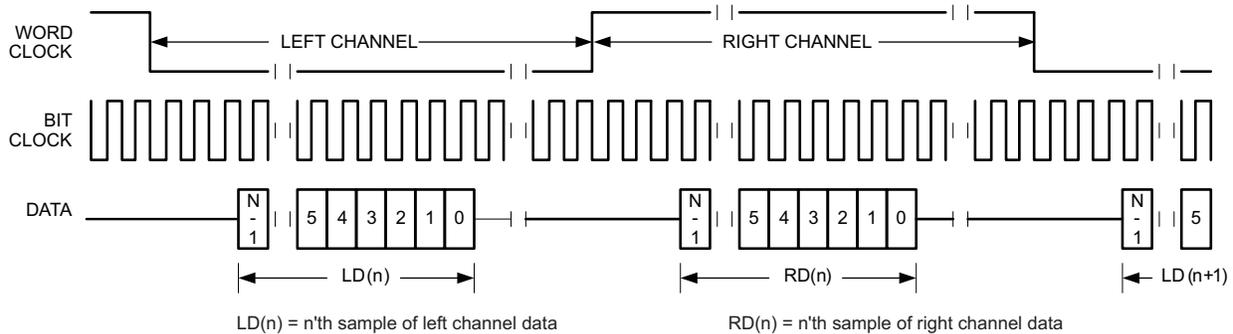 WORD
CLOCK
LEFT CHANNEL
RIGHT CHANNEL
BIT
CLOCK
DATA
N
-
1
5 4 3 2 1 0
N
-
1
5 4 3 2 1 0
N
-
1
5
LD(n)
RD(n)
LD (n+1)
LD(n) = n'th sample of left channel data
RD(n) = n'th sample of right channel data